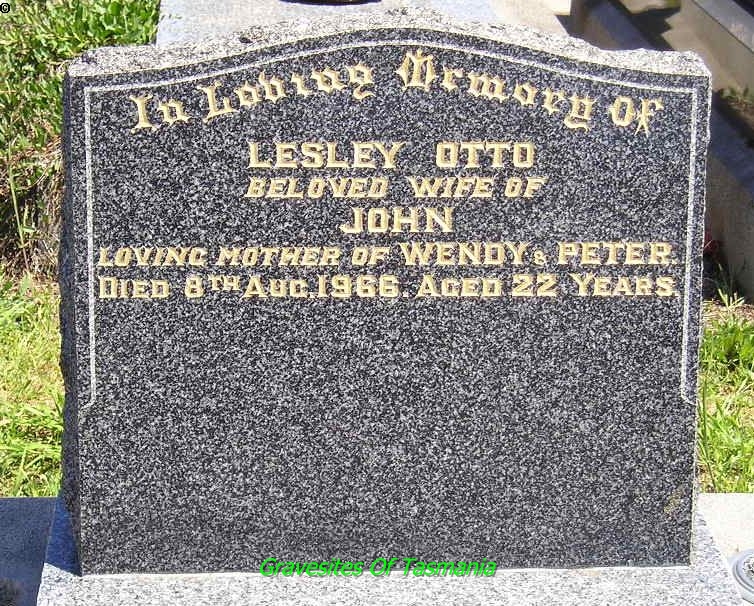 ©
In Loving Memory Of
LESLEY OTTO
BELOVED WIFE OF
JOHN
LOVING MOTHER OF WENDY & PETER.
DIED 8TH AUG. 1966. AGED 22 YEARS.
Gravesites Of Tasmania